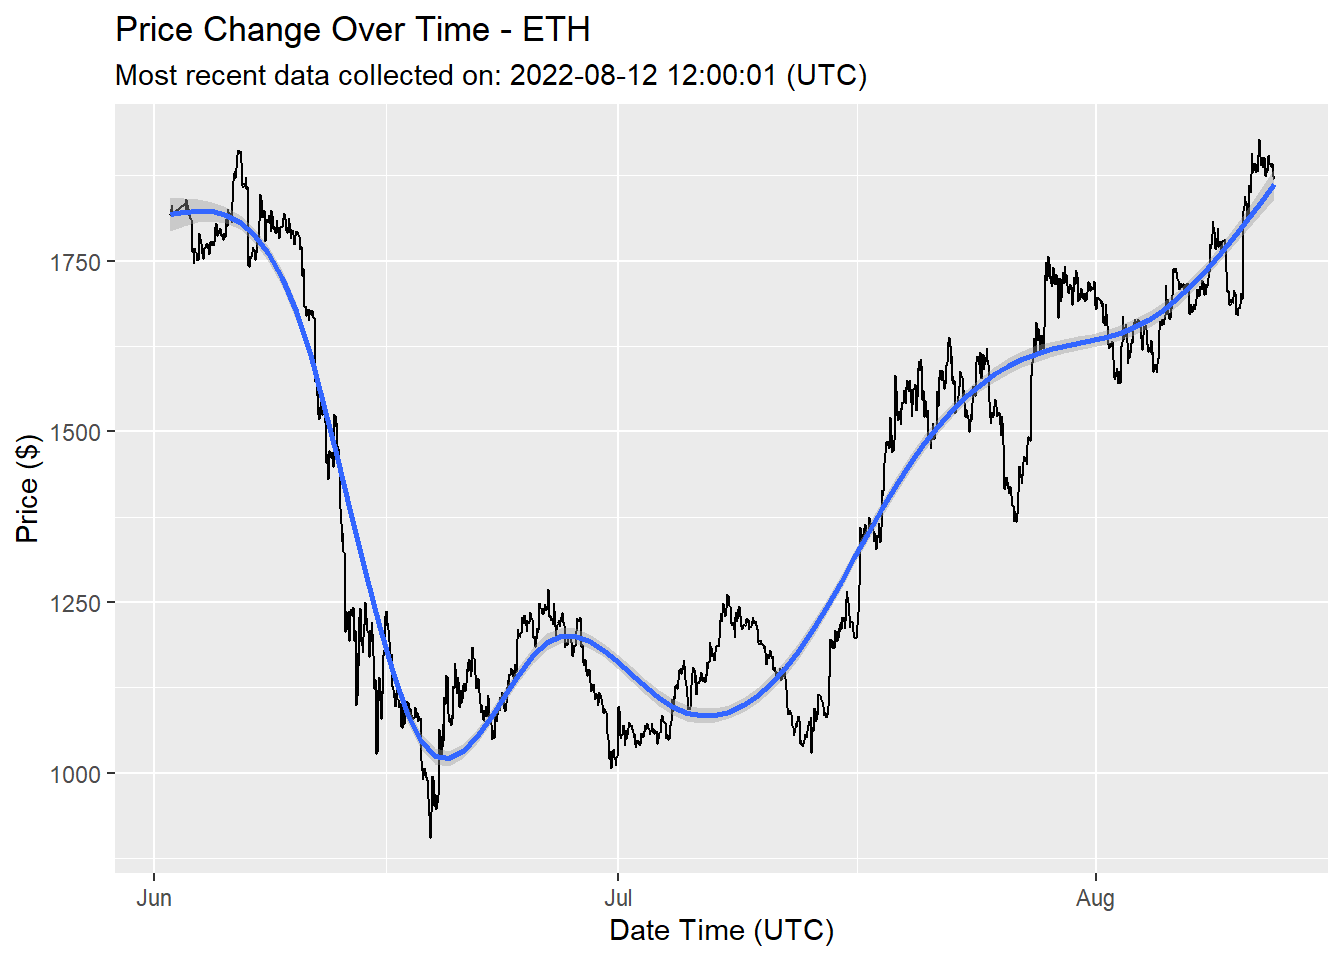 Price Change Over Time - ETH
Most recent data collected on: 2022-08-12 12:00:01 (UTC)
Price ($)
1750
1500
1250
1000
Jun
Jul
Aug
Date Time (UTC)